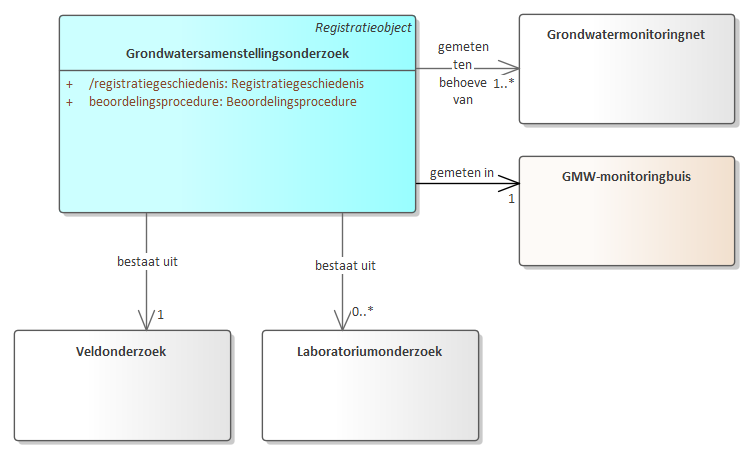 Registratieobject
Grondwatersamenstellingsonderzoek
+ /registratiegeschiedenis: Registratiegeschiedenis
+ beoordelingsprocedure: Beoordelingsprocedure
gemeten
ten
behoeve
van
1..*
Grondwatermonitoringnet
gemeten in
1
GMW-monitoringbuis
bestaat uit
1
bestaat uit
0..*
Veldonderzoek
Laboratoriumonderzoek